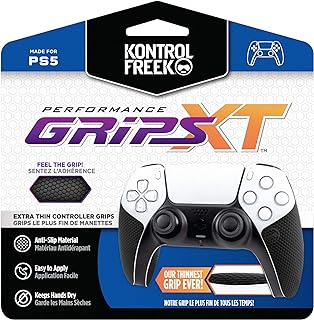 MADE FOR
PS5
KONTROL
FREEK
PERFORMANCE
GRIPS XT™
FEEL THE GRIP!
SENTEZ L'ADHÉRENCE
EXTRA THIN CONTROLLER GRIPS
GRIPS LE PLUS FIN DE MANETTES
Anti-Slip Material
Matériau Antidérapant
Easy to Apply
Application Facile
Keeps Hands Dry
Garde les Mains Sèches
OUR THINNEST
GRIP EVER!
NOTRE GRIP LE PLUS FIN DE TOUS LES TEMPS!